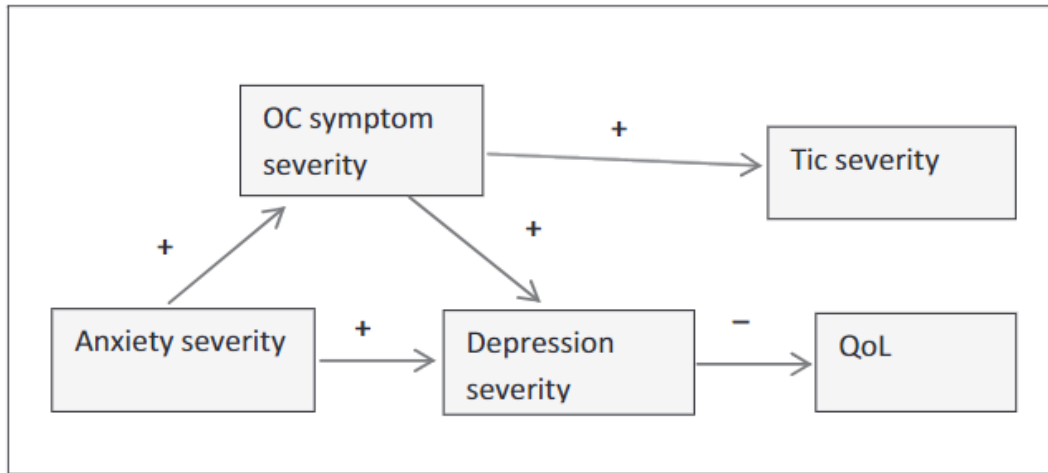 OC symptom
severity
+
Tic severity
+
+
Anxiety severity
+
Depression
severity
–
QoL